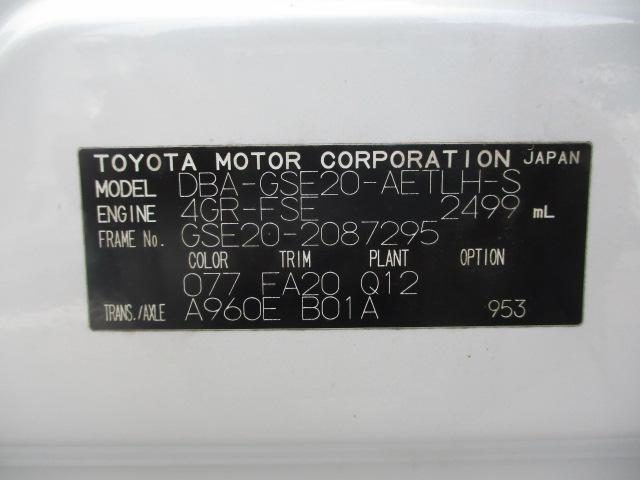 TOYOTA MOTOR CORPORATION JAPAN
MODEL DBA-GSE20-AETLH-S
ENGINE 4GR-FSE 2499 mL
FRAME No. GSE20-2087295
COLOR TRIM PLANT OPTION
077 FA20 Q12
TRANS./AXLE A960E B01A 953